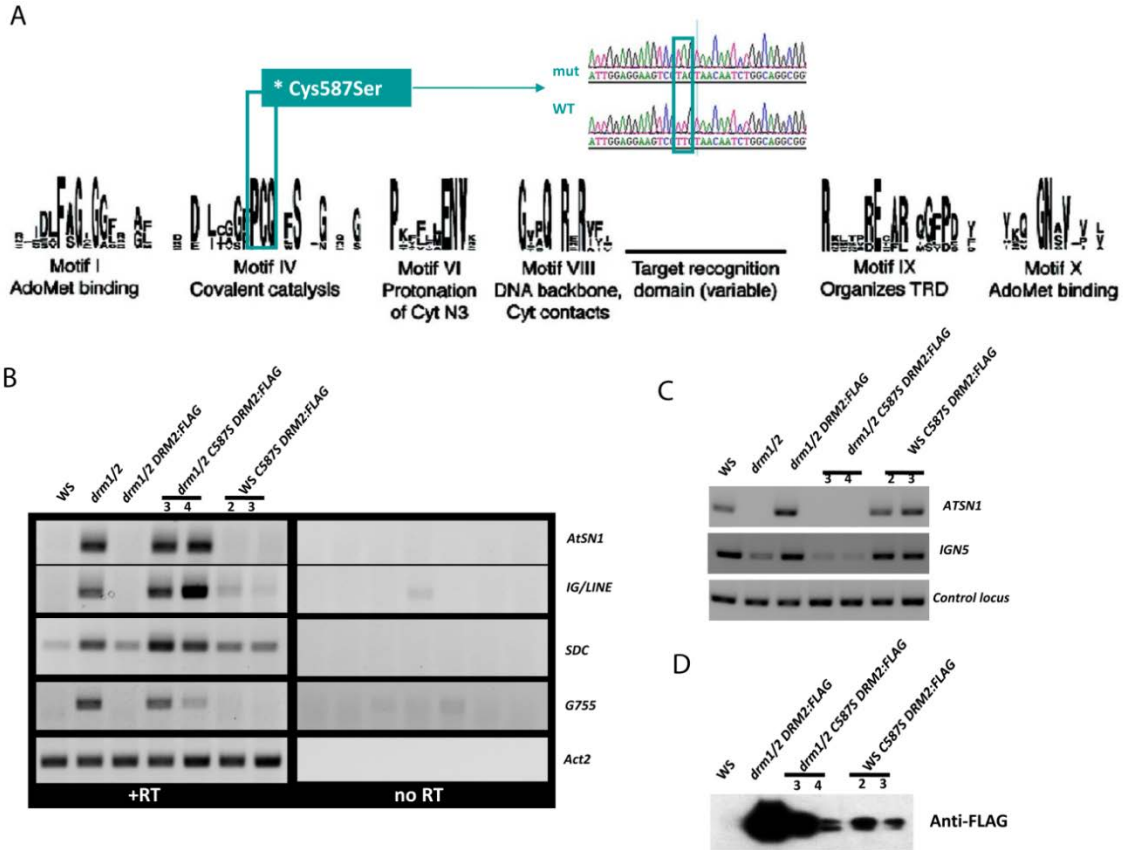 A
* Cys587Ser
mut
ATTGGAGGAAGTCCTAGTAACAATCTGGCAGGCGG
WT
ATTGGAGGAAGTCCTTGTAACAATCTGGCAGGCGG
Motif I
AdoMet binding
Motif IV
Covalent catalysis
Motif VI
Protonation
of Cyt N3
Motif VIII
DNA backbone,
Cyt contacts
Target recognition
domain (variable)
Motif IX
Organizes TRD
Motif X
AdoMet binding
B
WS
drm1/2
drm1/2 DRM2:FLAG
drm1/2 C587S DRM2:FLAG
WS C587S DRM2:FLAG
3 4 2 3
AtSN1
IG/LINE
SDC
G755
Act2
+RT no RT
C
WS
drm1/2
drm1/2 DRM2:FLAG
drm1/2 C587S DRM2:FLAG
WS C587S DRM2:FLAG
3 4 2 3
ATSN1
IGN5
Control locus
D
WS
drm1/2 DRM2:FLAG
drm1/2 C587S DRM2:FLAG
WS C587S DRM2:FLAG
3 4 2 3
Anti-FLAG